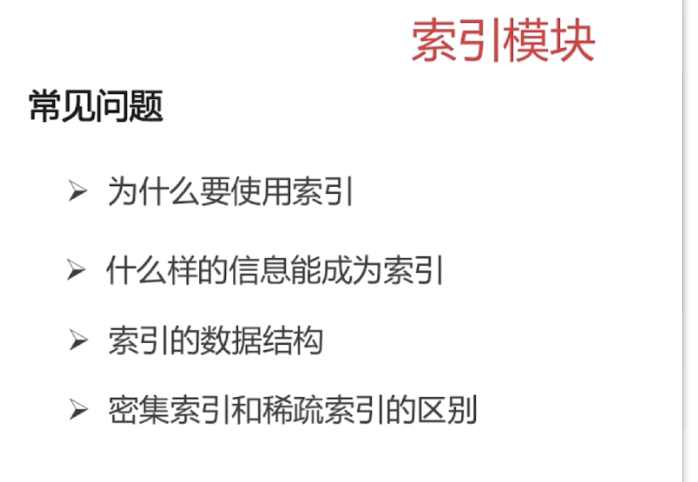 索引模块
常见问题
➢ 为什么要使用索引
➢ 什么样的信息能成为索引
➢ 索引的数据结构
➢ 密集索引和稀疏索引的区别